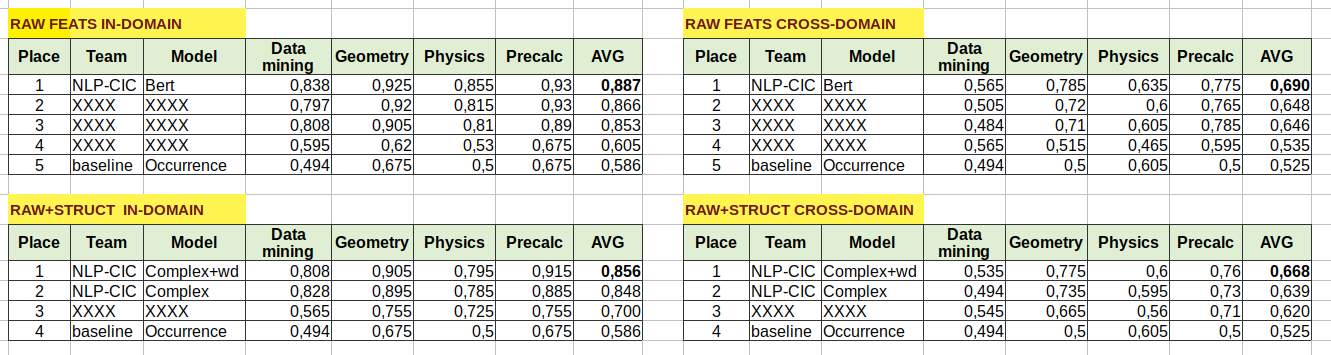 RAW FEATS IN-DOMAIN
Place Team Model Data mining Geometry Physics Precalc AVG
1 NLP-CIC Bert 0,838 0,925 0,855 0,93 0,887
2 XXXX XXXX 0,797 0,92 0,815 0,93 0,866
3 XXXX XXXX 0,808 0,905 0,81 0,89 0,853
4 XXXX XXXX 0,595 0,62 0,53 0,675 0,605
5 baseline Occurrence 0,494 0,675 0,5 0,675 0,586
RAW FEATS CROSS-DOMAIN
Place Team Model Data mining Geometry Physics Precalc AVG
1 NLP-CIC Bert 0,565 0,785 0,635 0,775 0,690
2 XXXX XXXX 0,505 0,72 0,6 0,765 0,648
3 XXXX XXXX 0,484 0,71 0,605 0,785 0,646
4 XXXX XXXX 0,565 0,515 0,465 0,595 0,535
5 baseline Occurrence 0,494 0,5 0,605 0,5 0,525
RAW+STRUCT IN-DOMAIN
Place Team Model Data mining Geometry Physics Precalc AVG
1 NLP-CIC Complex+wd 0,808 0,905 0,795 0,915 0,856
2 NLP-CIC Complex 0,828 0,895 0,785 0,885 0,848
3 XXXX XXXX 0,565 0,755 0,725 0,755 0,700
4 baseline Occurrence 0,494 0,675 0,5 0,675 0,586
RAW+STRUCT CROSS-DOMAIN
Place Team Model Data mining Geometry Physics Precalc AVG
1 NLP-CIC Complex+wd 0,535 0,775 0,6 0,76 0,668
2 NLP-CIC Complex 0,494 0,735 0,595 0,73 0,639
3 XXXX XXXX 0,545 0,665 0,56 0,71 0,620
4 baseline Occurrence 0,494 0,5 0,605 0,5 0,525